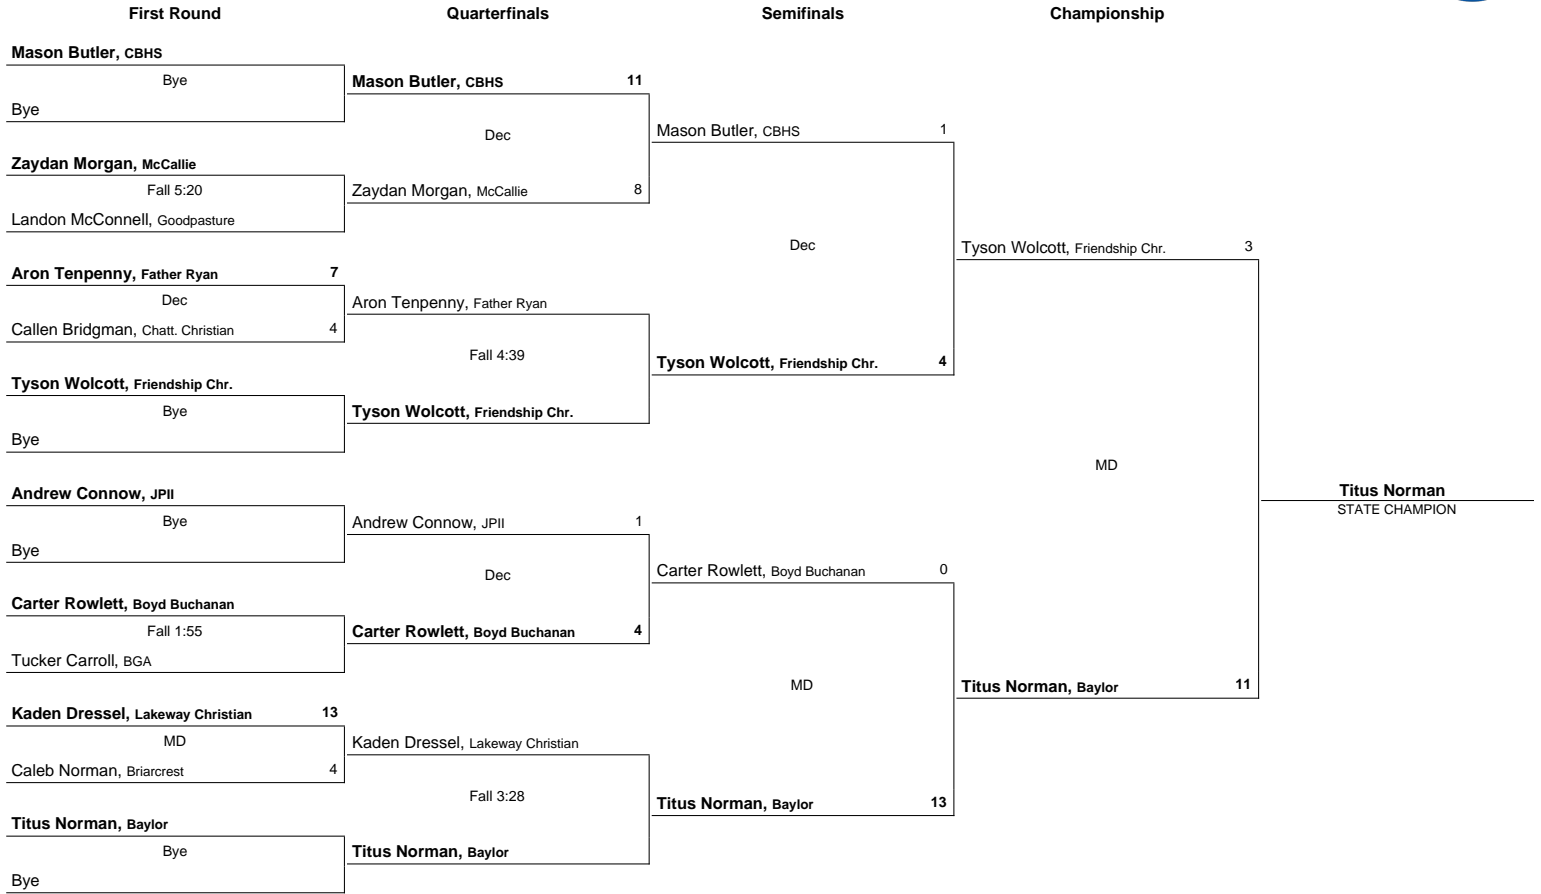 First Round Quarterfinals Semifinals Championship
Mason Butler, CBHS
Bye
Bye
Zaydan Morgan, McCallie
Fall 5:20
Landon McConnell, Goodpasture
Aron Tenpenny, Father Ryan 7
Dec
Callen Bridgman, Chatt. Christian 4
Tyson Wolcott, Friendship Chr.
Bye
Bye
Andrew Connow, JPII
Bye
Bye
Carter Rowlett, Boyd Buchanan
Fall 1:55
Tucker Carroll, BGA
Kaden Dressel, Lakeway Christian 13
MD
Caleb Norman, Briarcrest 4
Titus Norman, Baylor
Bye
Bye
Mason Butler, CBHS 11
Dec
Zaydan Morgan, McCallie 8
Aron Tenpenny, Father Ryan
Fall 4:39
Tyson Wolcott, Friendship Chr.
Andrew Connow, JPII 1
Dec
Carter Rowlett, Boyd Buchanan 4
Kaden Dressel, Lakeway Christian
Fall 3:28
Titus Norman, Baylor
Mason Butler, CBHS 1
Dec
Tyson Wolcott, Friendship Chr. 4
Carter Rowlett, Boyd Buchanan 0
MD
Titus Norman, Baylor 13
Tyson Wolcott, Friendship Chr. 3
MD
Titus Norman, Baylor 11
Titus Norman
STATE CHAMPION